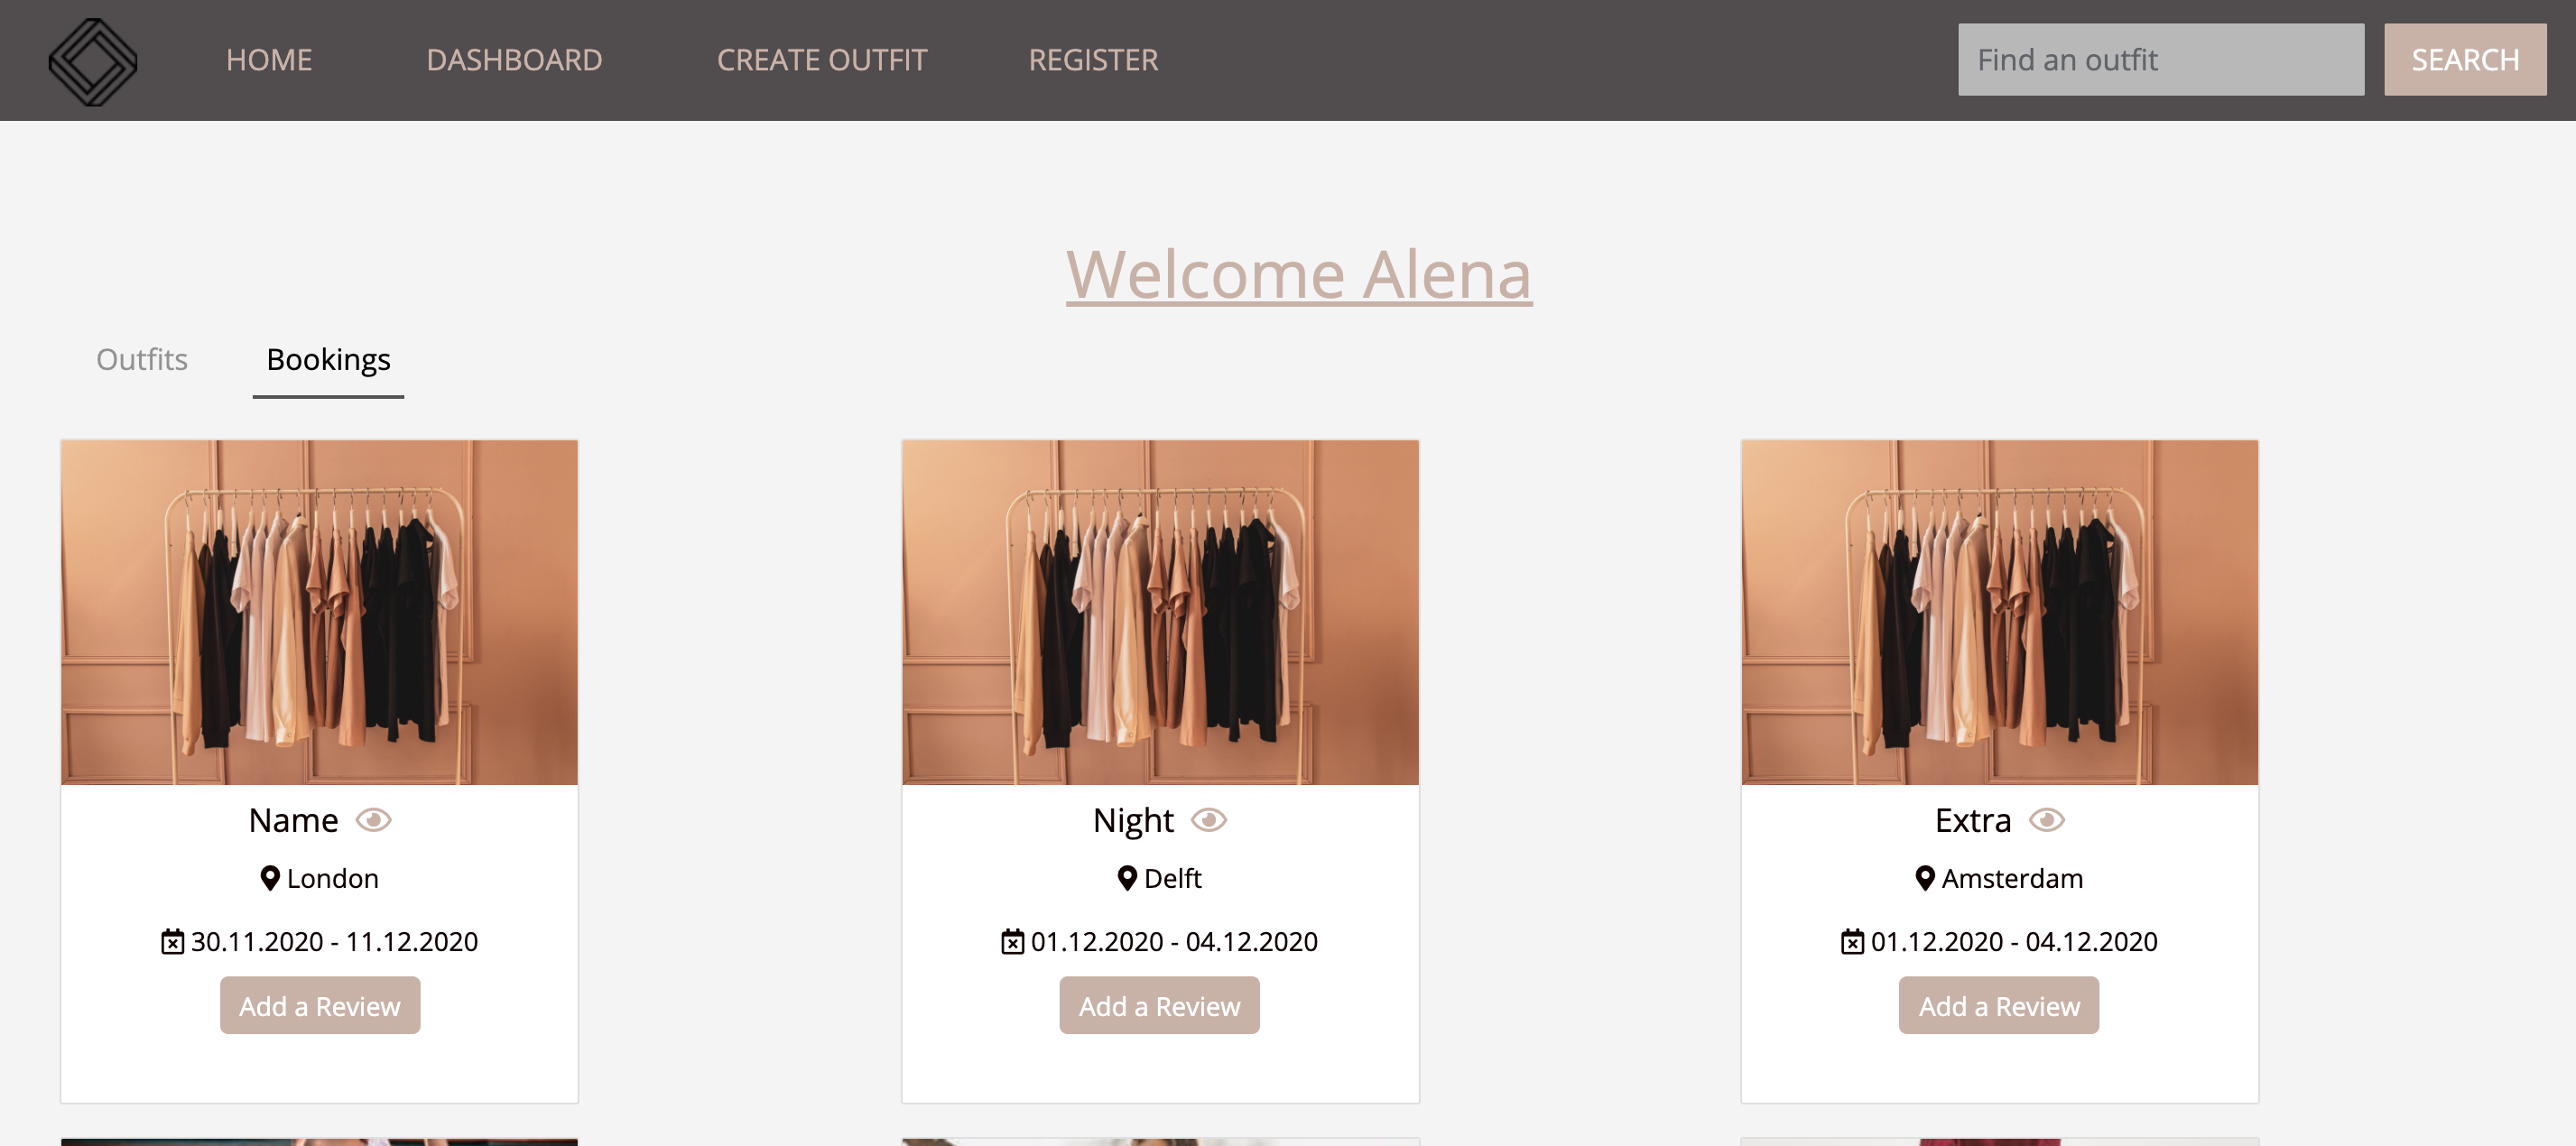 HOME
DASHBOARD
CREATE OUTFIT
REGISTER
Find an outfit
SEARCH
Welcome Alena
Outfits
Bookings
Name
London
30.11.2020 - 11.12.2020
Add a Review
Night
Delft
01.12.2020 - 04.12.2020
Add a Review
Extra
Amsterdam
01.12.2020 - 04.12.2020
Add a Review